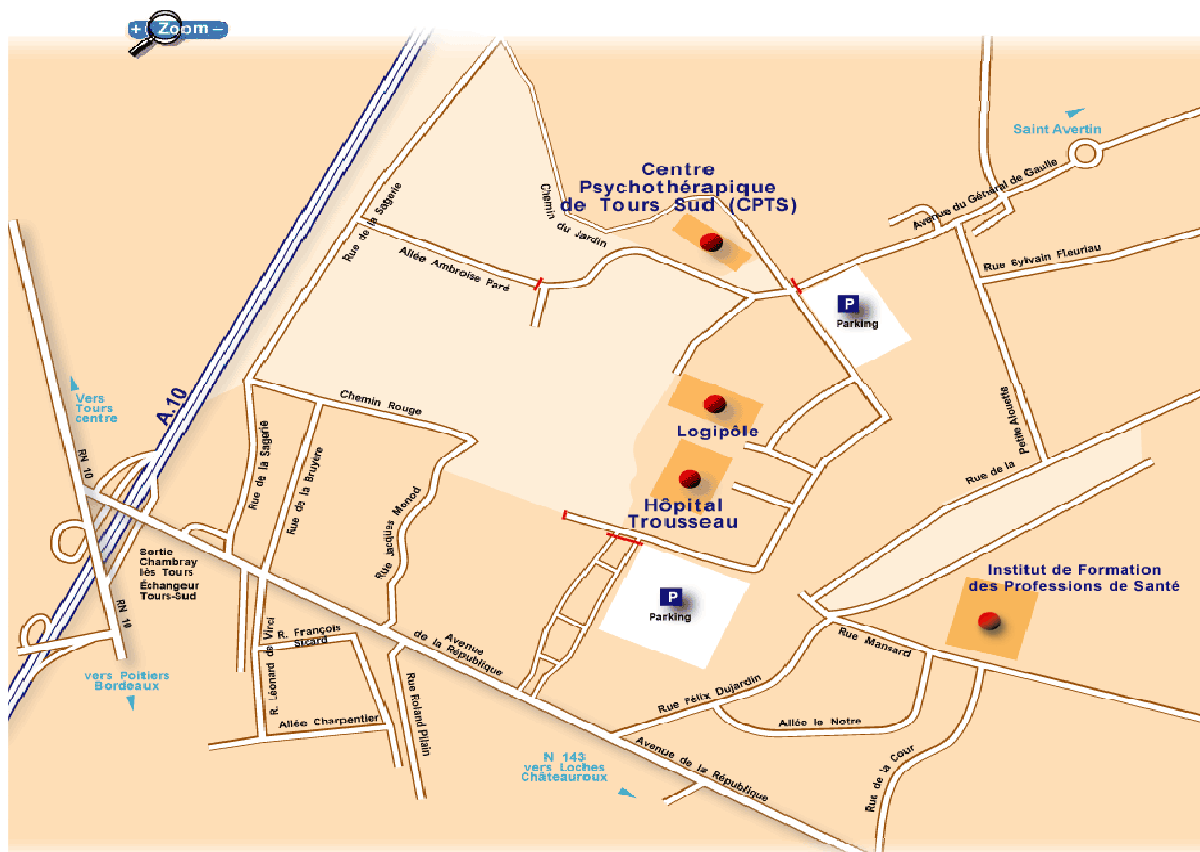 + Zoom –
Saint Avertin
Centre
Psychothérapique
de Tours Sud (CPTS)
Avenue du Général de Gaulle
Chemin du Jardin
Rue de la Sagerie
Allée Ambroise Paré
Rue Sylvain Fleuriau
P
Parking
A.10
Vers
Tours
centre
Chemin Rouge
Logipôle
Rue de la Petite Alouette
RN 10
Rue de la Sagerie
Rue de la Bruyère
Rue Jacques Monod
Hôpital
Trousseau
Sortie
Chambray
lès Tours
Échangeur
Tours-Sud
RN 10
P
Parking
Institut de Formation
des Professions de Santé
R. François
Sicard
R. Léonard de Vinci
Avenue
de la République
Rue Mansard
vers Poitiers
Bordeaux
Allée Charpentier
Rue Roland Pilain
Rue Félix Dujardin
Allée le Notre
N 143
vers Loches
Châteauroux
Avenue de la République
Rue de la Cour